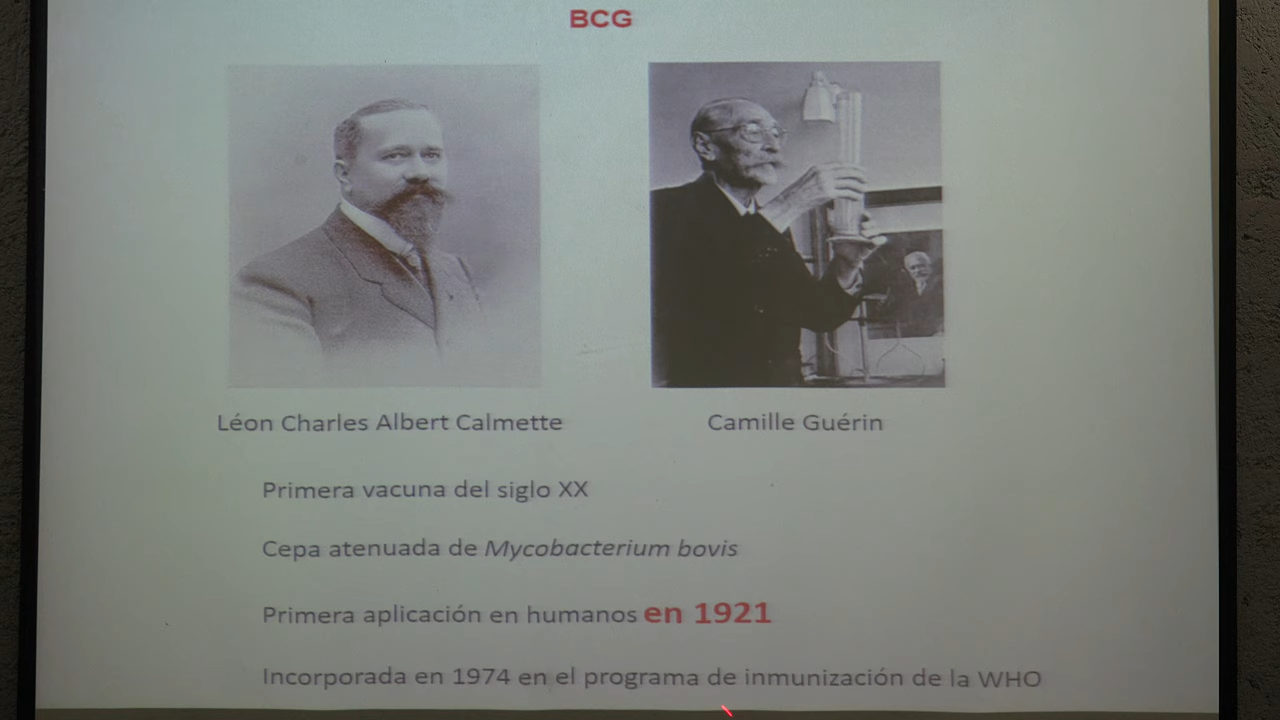 BCG
Léon Charles Albert Calmette
Camille Guérin
Primera vacuna del siglo XX
Cepa atenuada de Mycobacterium bovis
Primera aplicación en humanos en 1921
Incorporada en 1974 en el programa de inmunización de la WHO